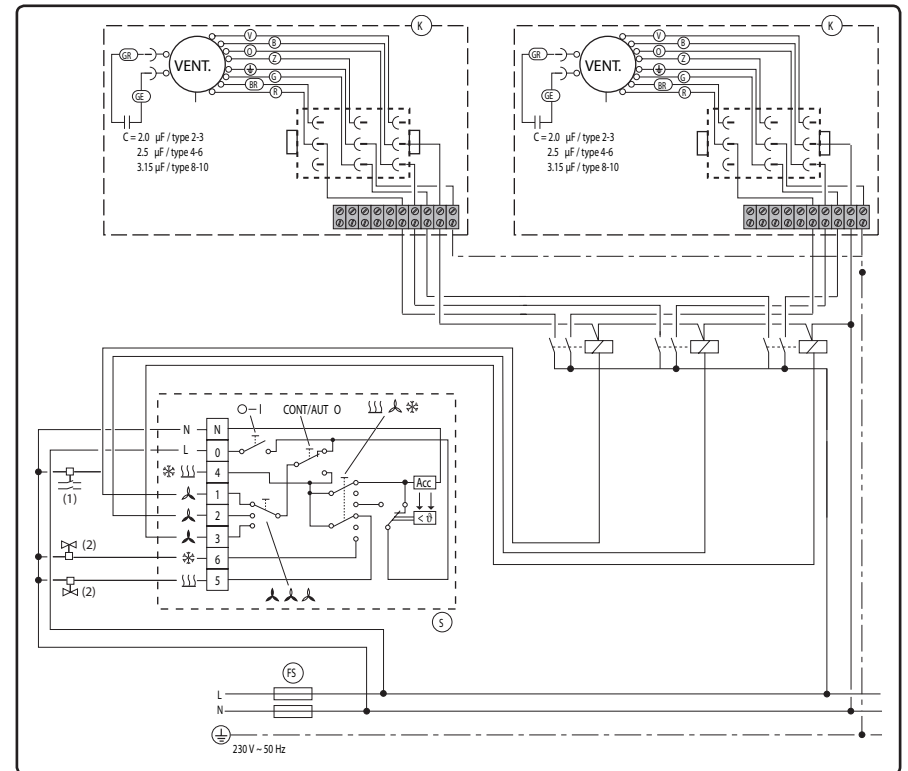 K
K
V
B
O
Z
G
BR
R
GR
GE
VENT.
C = 2.0 µF / type 2-3
2.5 µF / type 4-6
3.15 µF / type 8-10
V
B
O
Z
G
BR
R
GR
GE
VENT.
C = 2.0 µF / type 2-3
2.5 µF / type 4-6
3.15 µF / type 8-10
O–I CONT/AUT O
N N
L 0
4
1
2
3
6
5
(1)
(2)
(2)
Acc
< ϑ
S
FS
L
N
230 V ~ 50 Hz